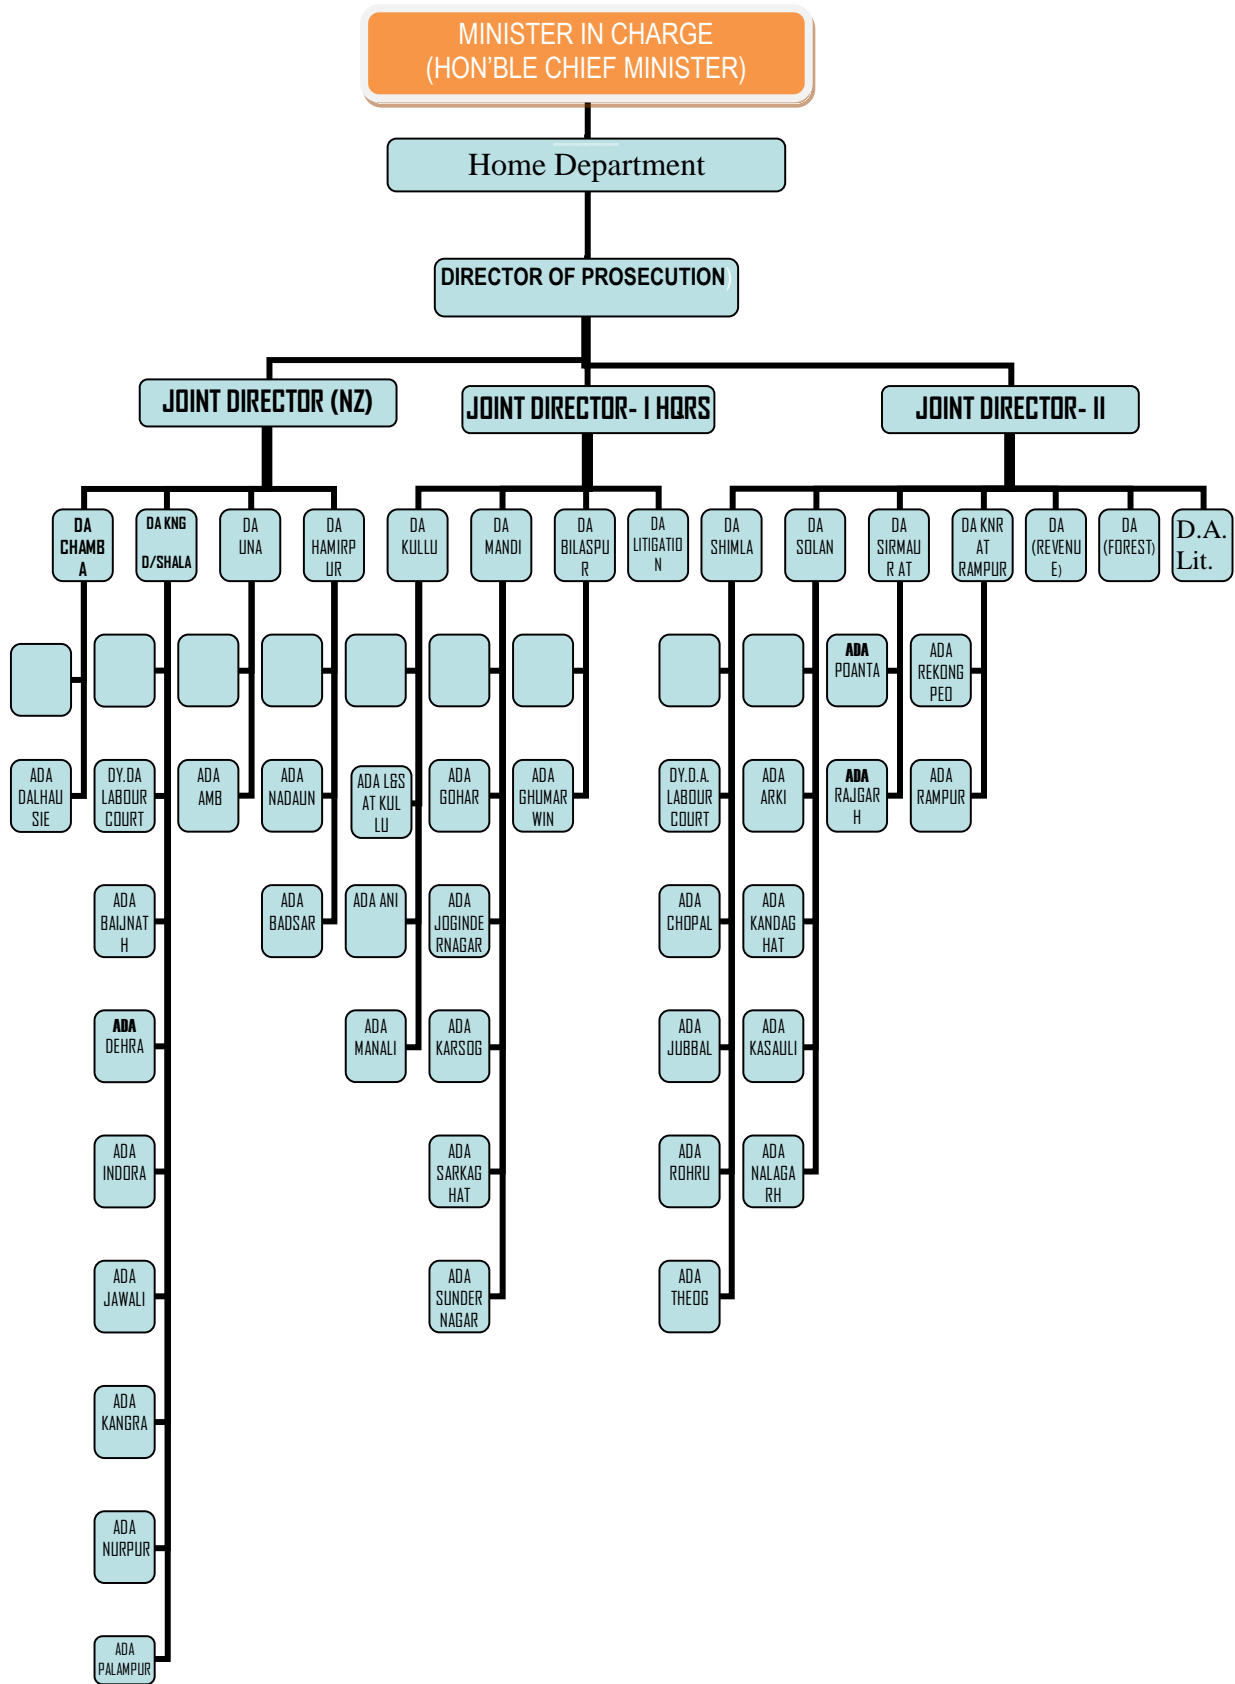 MINISTER IN CHARGE
(HON'BLE CHIEF MINISTER)
Home Department
DIRECTOR OF PROSECUTION)
JOINT DIRECTOR (NZ)
JOINT DIRECTOR- I HQRS
JOINT DIRECTOR- II
DA
CHAMB
A
DA KNG
D/SHALA
DA
UNA
DA
HAMIRP
UR
DA
KULLU
DA
MANDI
DA
BILASPU
R
DA
LITIGATIO
N
DA
SHIMLA
DA
SOLAN
DA
SIRMAU
R AT
DA KNR
AT
RAMPUR
DA
(REVENU
E)
DA
(FOREST)
D.A.
Lit.
ADA
POANTA
ADA
REKONG
PEO
ADA
DALHAU
SIE
DY.DA
LABOUR
COURT
ADA
AMB
ADA
NADAUN
ADA L&S
AT KUL
LU
ADA
GOHAR
ADA
GHUMAR
WIN
DY.D.A.
LABOUR
COURT
ADA
ARKI
ADA
RAJGAR
H
ADA
RAMPUR
ADA
BAIJNAT
H
ADA
BADSAR
ADA ANI
ADA
JOGINDE
RNAGAR
ADA
CHOPAL
ADA
KANDAG
HAT
ADA
DEHRA
ADA
MANALI
ADA
KARSOG
ADA
JUBBAL
ADA
KASAULI
ADA
INDORA
ADA
SARKAG
HAT
ADA
ROHRU
ADA
NALAGA
RH
ADA
JAWALI
ADA
SUNDER
NAGAR
ADA
THEOG
ADA
KANGRA
ADA
NURPUR
ADA
PALAMPUR